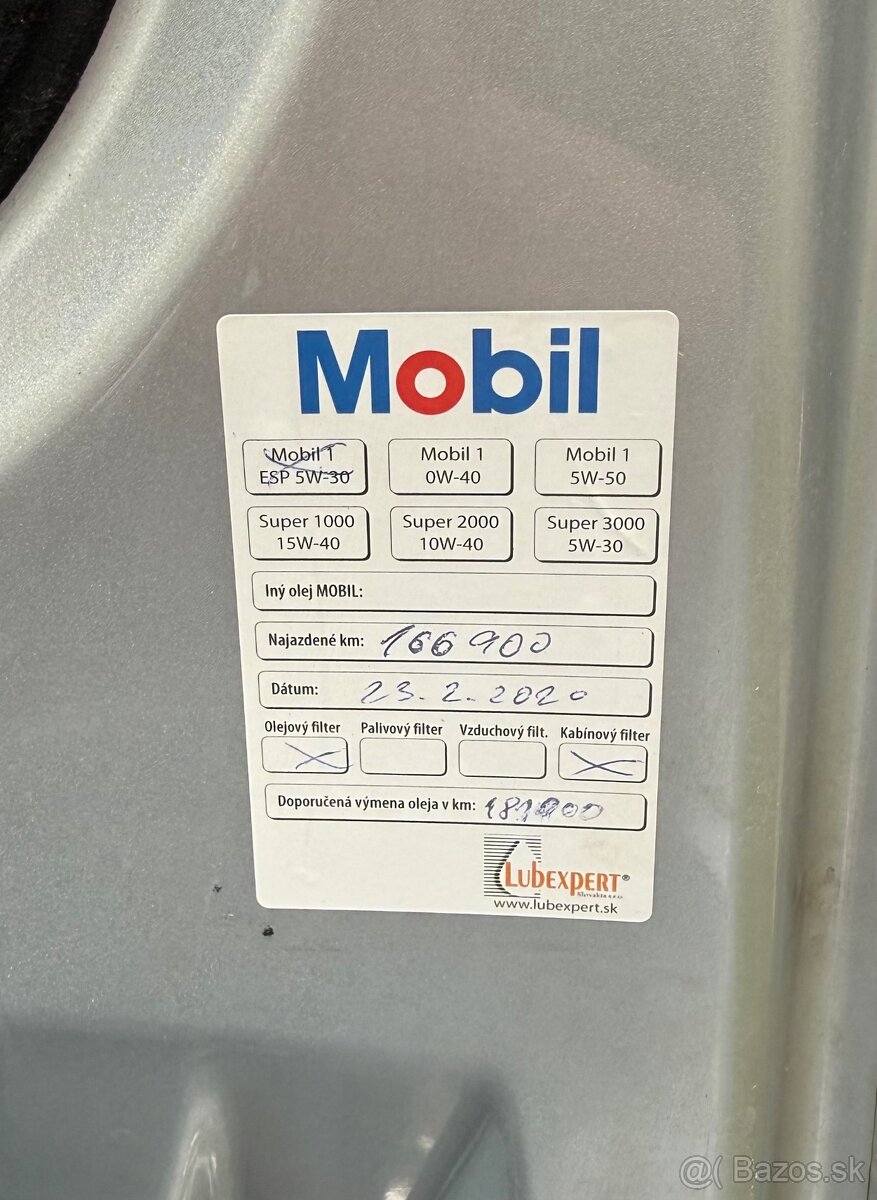 Mobil
Mobil 1 Mobil 1 Mobil 1
ESP 5W-30 0W-40 5W-50
Super 1000 Super 2000 Super 3000
15W-40 10W-40 5W-30
Iný olej MOBIL:
Najazdené km: 166 900
Dátum: 23.2.2020
Olejový filter Palivový filter Vzduchový filt. Kabínový filter
Doporučená výmena oleja v km:
LUBEXPERT®
Slovakia s.r.o.
www.lubexpert.sk
@( Bazos.sk